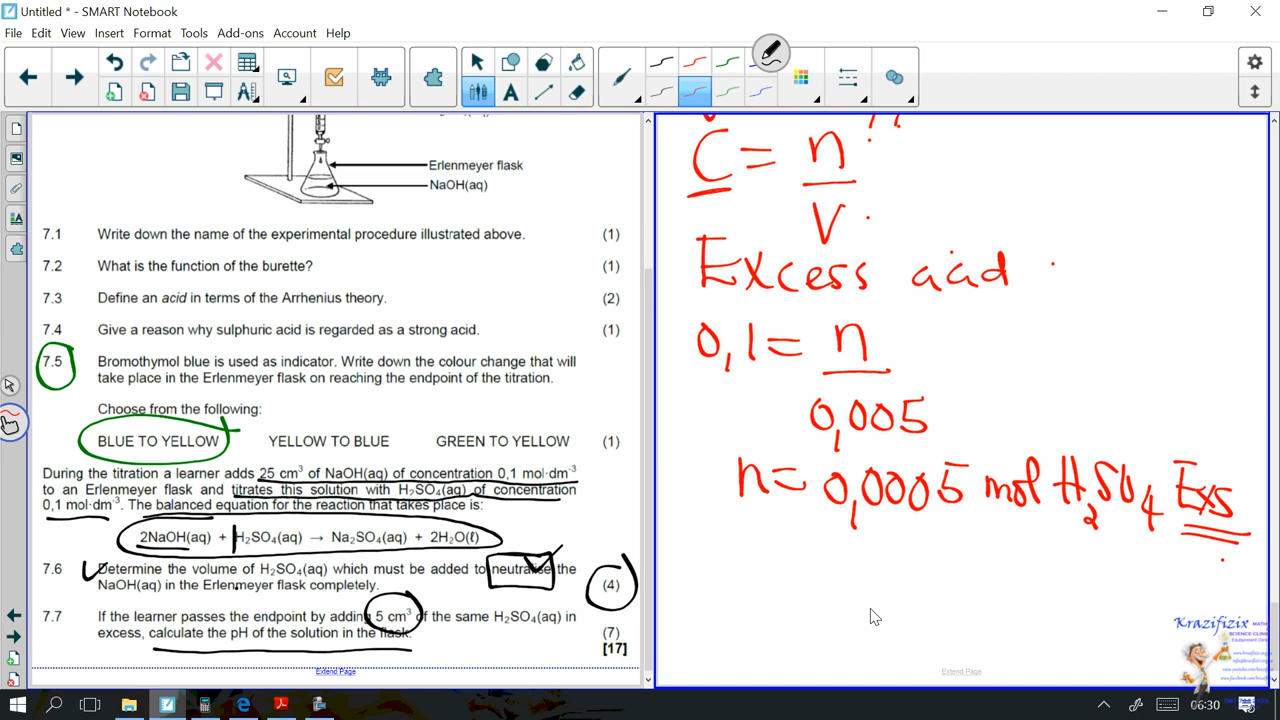 Untitled * - SMART Notebook
File Edit View Insert Format Tools Add-ons Account Help
Erlenmeyer flask
NaOH(aq)
7.1 Write down the name of the experimental procedure illustrated above. (1)
7.2 What is the function of the burette? (1)
7.3 Define an acid in terms of the Arrhenius theory. (2)
7.4 Give a reason why sulphuric acid is regarded as a strong acid. (1)
7.5 Bromothymol blue is used as indicator. Write down the colour change that will
take place in the Erlenmeyer flask on reaching the endpoint of the titration.
Choose from the following:
BLUE TO YELLOW YELLOW TO BLUE GREEN TO YELLOW (1)
During the titration a learner adds 25 cm³ of NaOH(aq) of concentration 0,1 mol·dm⁻³
to an Erlenmeyer flask and titrates this solution with H₂SO₄(aq) of concentration
0,1 mol·dm⁻³. The balanced equation for the reaction that takes place is:
2NaOH(aq) + H₂SO₄(aq) → Na₂SO₄(aq) + 2H₂O(ℓ)
7.6 Determine the volume of H₂SO₄(aq) which must be added to neutralise the
NaOH(aq) in the Erlenmeyer flask completely. (4)
7.7 If the learner passes the endpoint by adding 5 cm³ of the same H₂SO₄(aq) in
excess, calculate the pH of the solution in the flask. (7)
[17]
Extend Page
C = n !!
V
Excess acid
0,1 = n
0,005
n = 0,0005 mol H₂SO₄ Exs
Krazifizix MATH
SCIENCE CLINIC
Extend Page
06:30